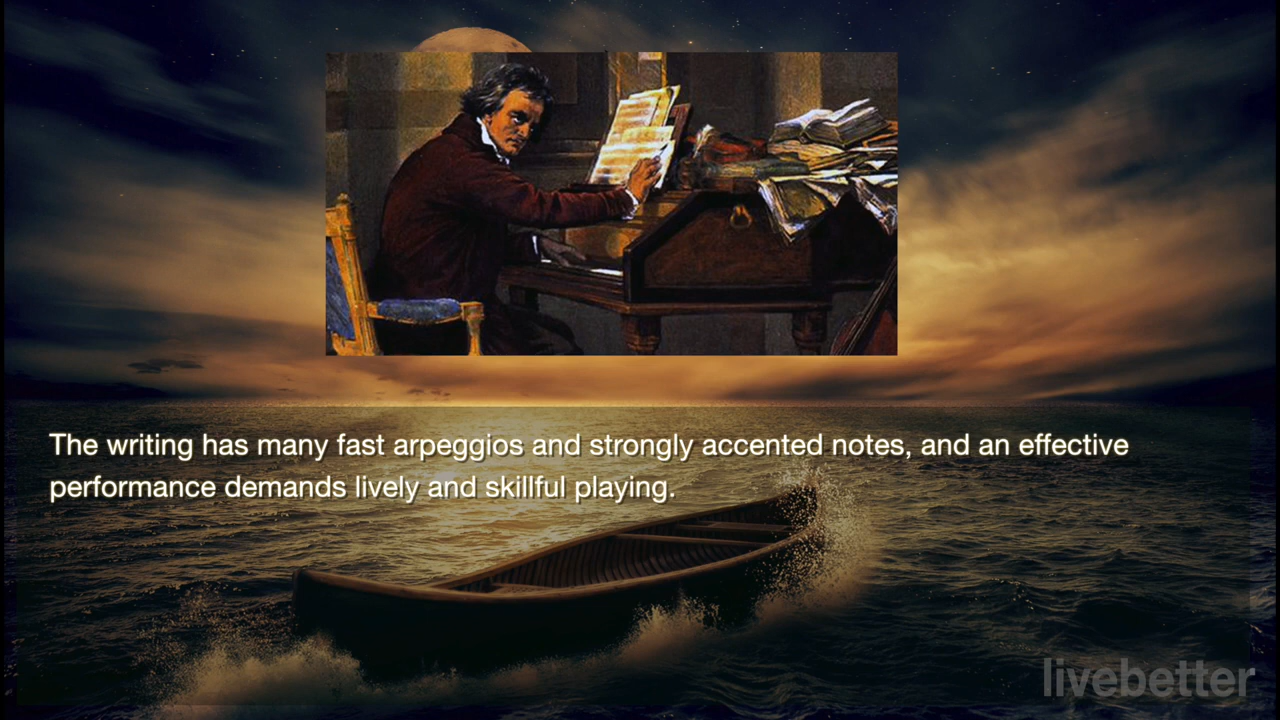 The writing has many fast arpeggios and strongly accented notes, and an effective
performance demands lively and skillful playing.
livebetter